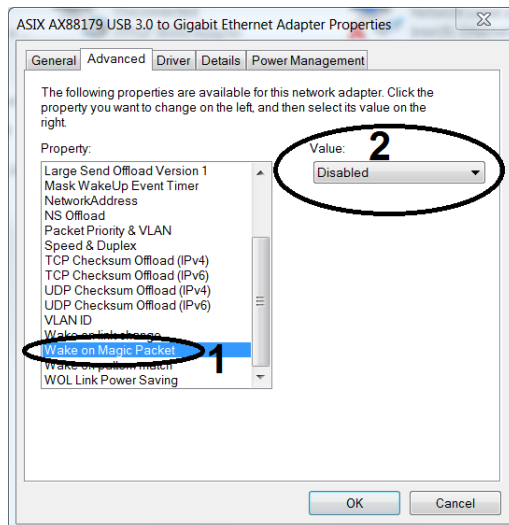 ASIX AX88179 USB 3.0 to Gigabit Ethernet Adapter Properties
General Advanced Driver Details Power Management
The following properties are available for this network adapter. Click the
property you want to change on the left, and then select its value on the
right.
Property:
Value:
2
Large Send Offload Version 1
Disabled
Mask WakeUp Event Timer
NetworkAddress
NS Offload
Packet Priority & VLAN
Speed & Duplex
TCP Checksum Offload (IPv4)
TCP Checksum Offload (IPv6)
UDP Checksum Offload (IPv4)
UDP Checksum Offload (IPv6)
VLAN ID
Wake on link change
Wake on Magic Packet
1
Wake on pattern match
WOL Link Power Saving
OK Cancel